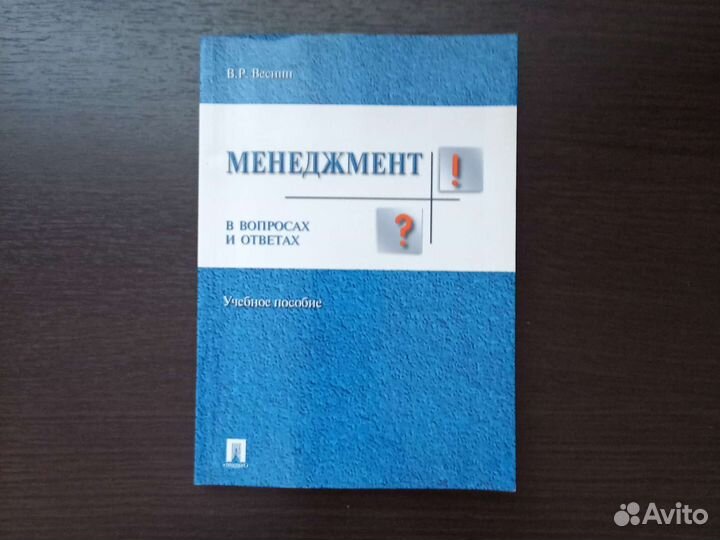 В.Р. Веснин
МЕНЕДЖМЕНТ
!
?
В ВОПРОСАХ
И ОТВЕТАХ
Учебное пособие
Avito